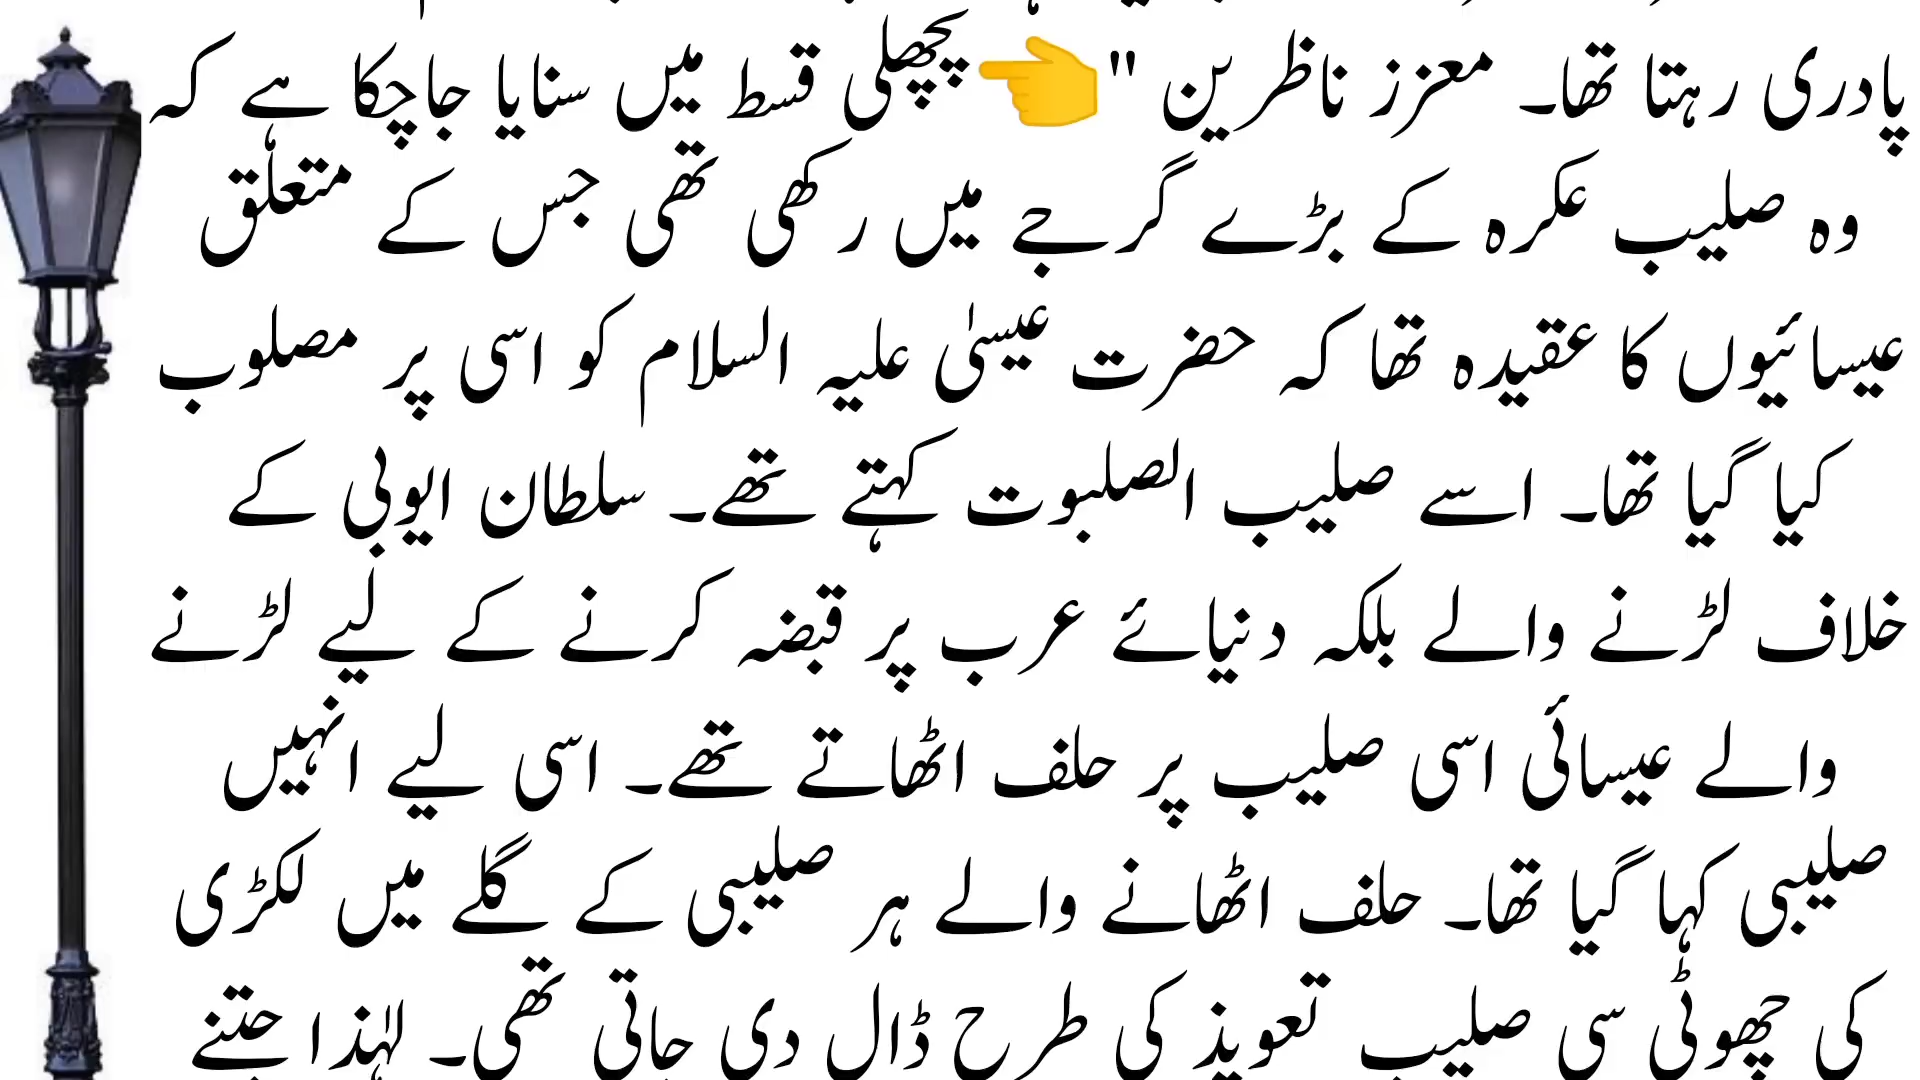 پادری رہتا تھا۔ معزز ناظرین "👈پچھلی قسط میں سنایا جاچکا ہے کہ
وہ صلیب عکرہ کے بڑے گرجے میں رکھی تھی جس کے متعلق
عیسائیوں کا عقیدہ تھا کہ حضرت عیسیٰ علیہ السلام کو اسی پر مصلوب
کیا گیا تھا۔ اسے صلیب الصلبوت کہتے تھے۔ سلطان ایوبی کے
خلاف لڑنے والے بلکہ دنیائے عرب پر قبضہ کرنے کے لیے لڑنے
والے عیسائی اسی صلیب پر حلف اٹھاتے تھے۔ اسی لیے انہیں
صلیبی کہا گیا تھا۔ حلف اٹھانے والے ہر صلیبی کے گلے میں لکڑی
کی چھوٹی سی صلیب تعویذ کی طرح ڈال دی جاتی تھی۔ لہٰذا جتنے